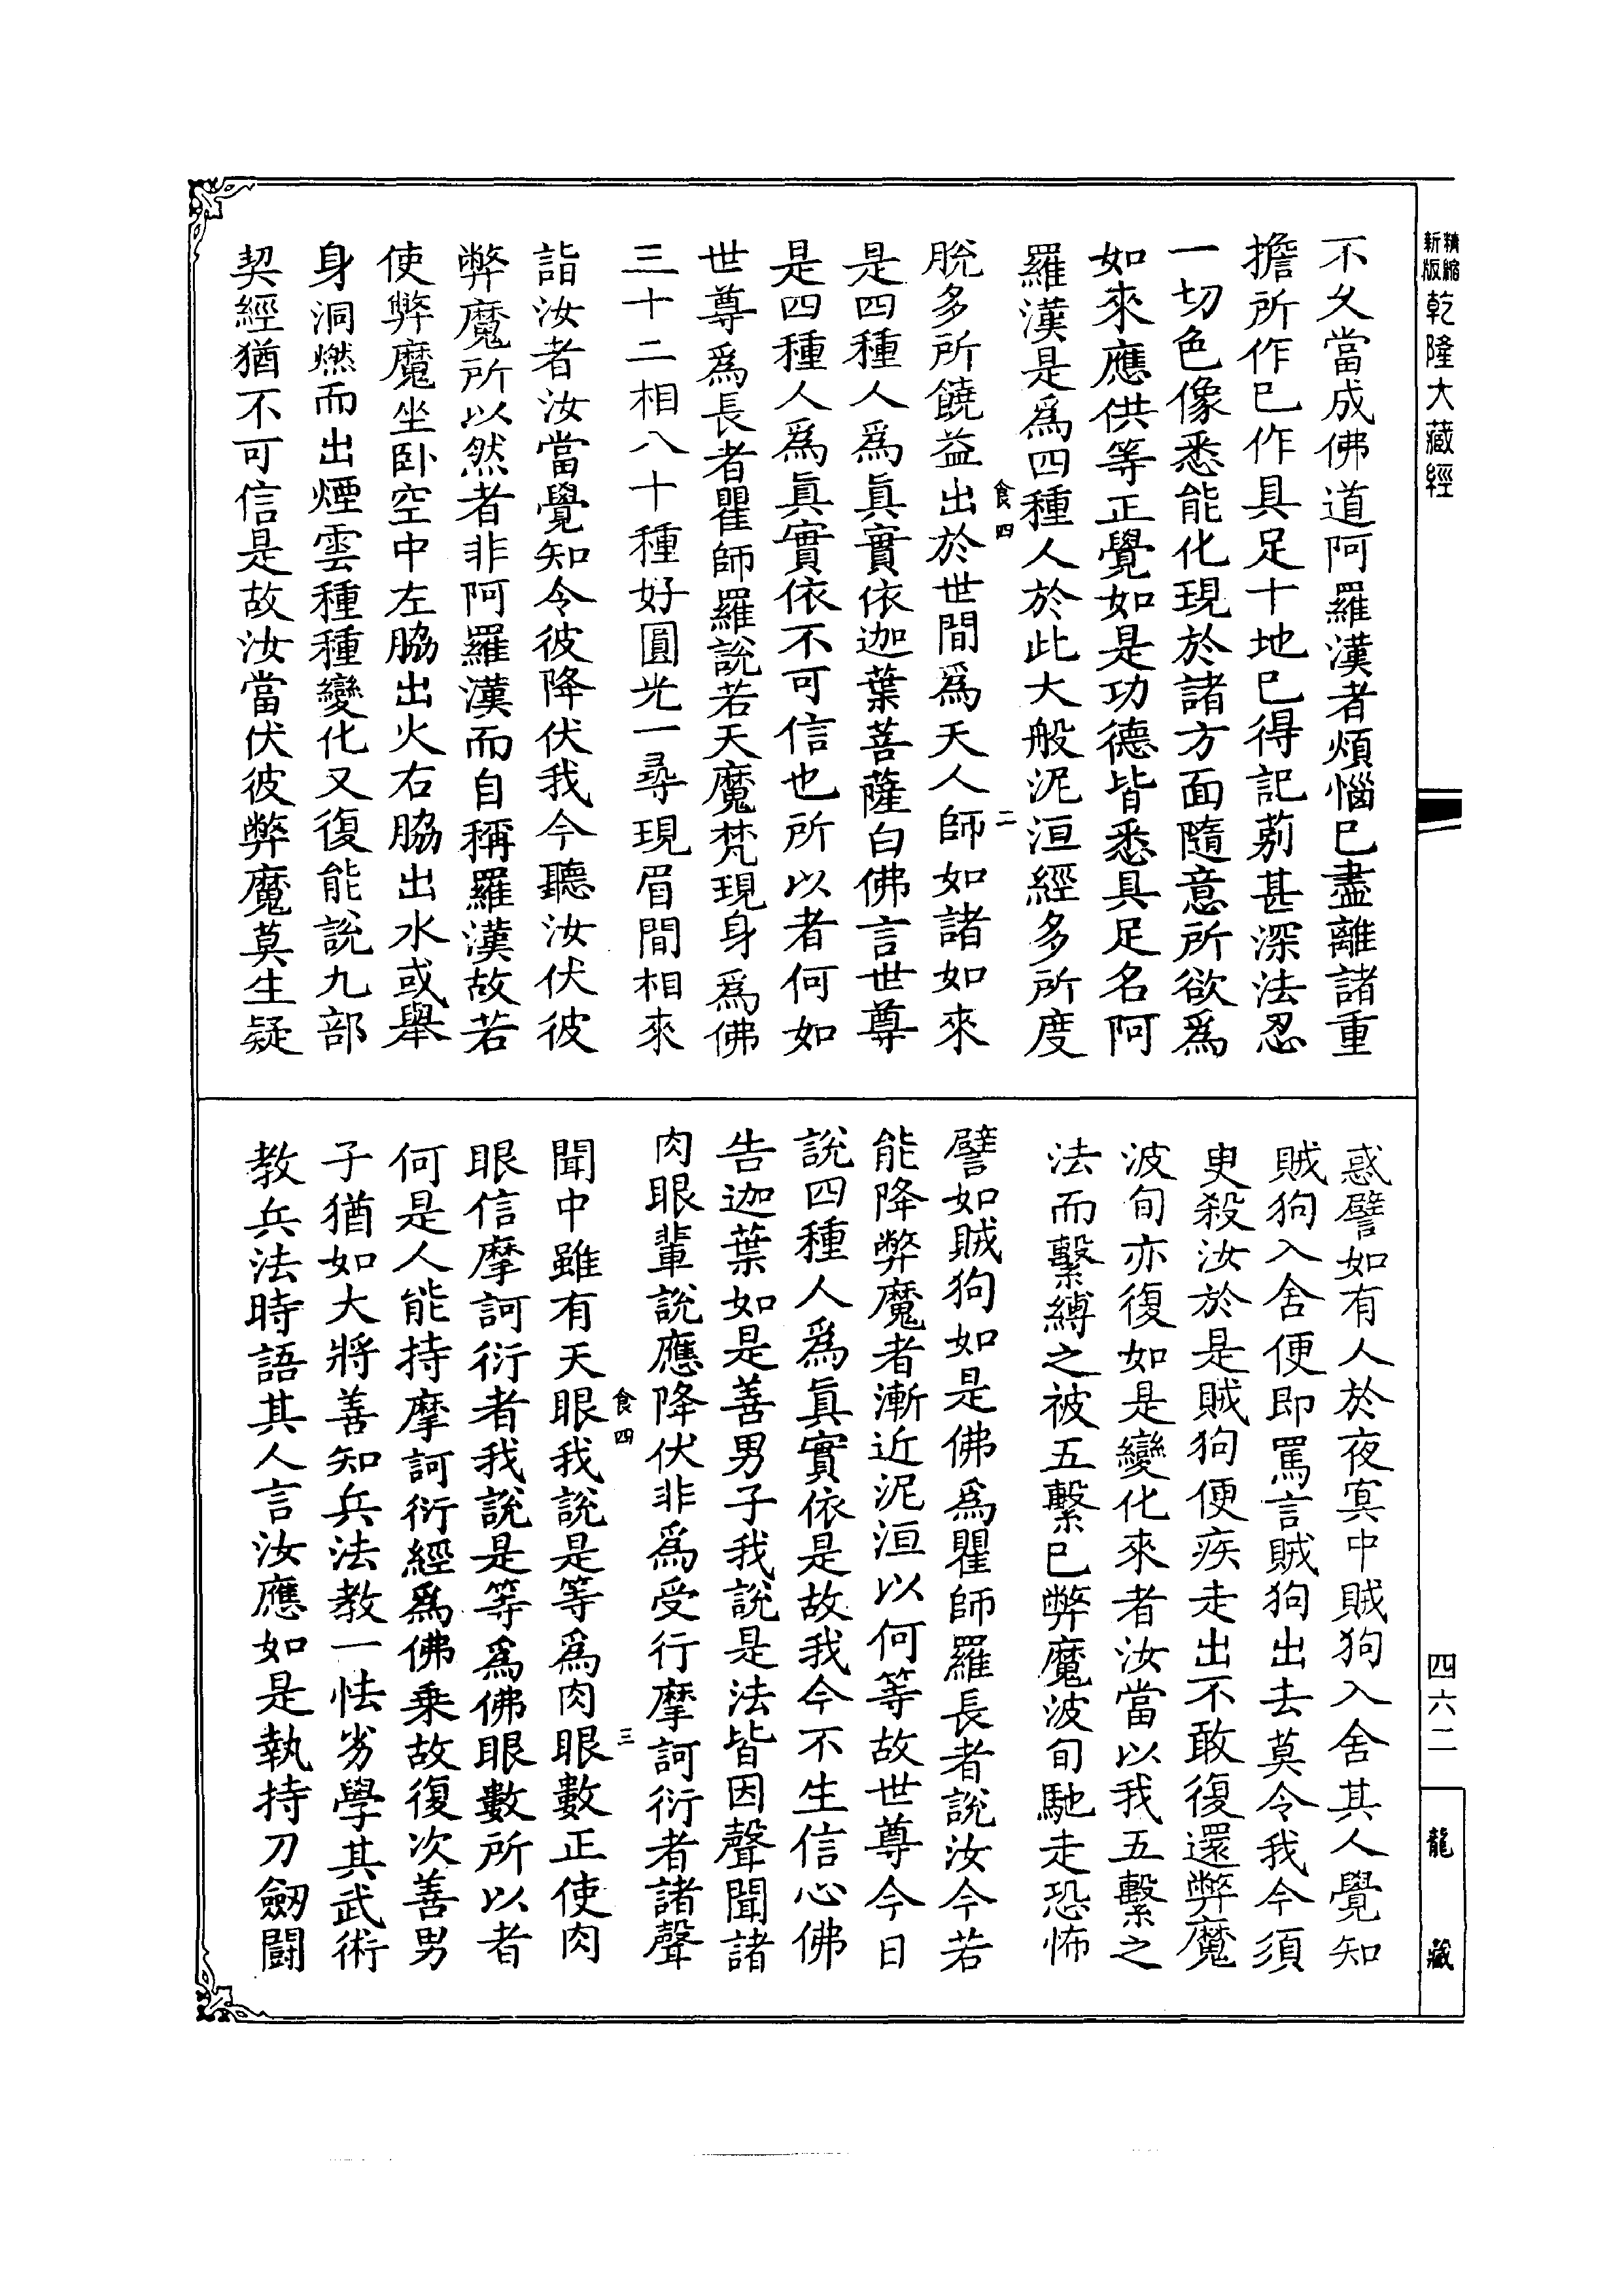 精縮新版乾隆大藏經
不久當成佛道阿羅漢者煩惱已盡離諸重
擔所作已作具足十地已得記莂甚深法忍
一切色像悉能化現於諸方面隨意所欲爲
如來應供等正覺如是功德皆悉具足名阿
羅漢是爲四種人於此大般泥洹經多所度
食四 二
脫多所饒益出於世間爲天人師如諸如來
是四種人爲眞實依迦葉菩薩白佛言世尊
是四種人爲眞實依不可信也所以者何如
世尊爲長者瞿師羅說若天魔梵現身爲佛
三十二相八十種好圓光一尋現眉間相來
詣汝者汝當覺知令彼降伏我今聽汝伏彼
弊魔所以然者非阿羅漢而自稱羅漢故若
使弊魔坐卧空中左脇出火右脇出水或舉
身洞燃而出煙雲種種變化又復能說九部
契經猶不可信是故汝當伏彼弊魔莫生疑
惑譬如有人於夜寞中賊狗入舍其人覺知
賊狗入舍便即罵言賊狗出去莫令我今須
臾殺汝於是賊狗便疾走出不敢復還弊魔
波旬亦復如是變化來者汝當以我五繫之
法而繫縛之被五繫已弊魔波旬馳走恐怖
譬如賊狗如是佛爲瞿師羅長者說汝今若
能降弊魔者漸近泥洹以何等故世尊今日
說四種人爲眞實依是故我今不生信心佛
告迦葉如是善男子我說是法皆因聲聞諸
肉眼輩說應降伏非爲受行摩訶衍者諸聲
食四 三
聞中雖有天眼我說是等爲肉眼數正使肉
眼信摩訶衍者我說是等爲佛眼數所以者
何是人能持摩訶衍經爲佛乗故復次善男
子猶如大將善知兵法教一怯劣學其武術
教兵法時語其人言汝應如是執持刀劒鬪
四六二
龍藏